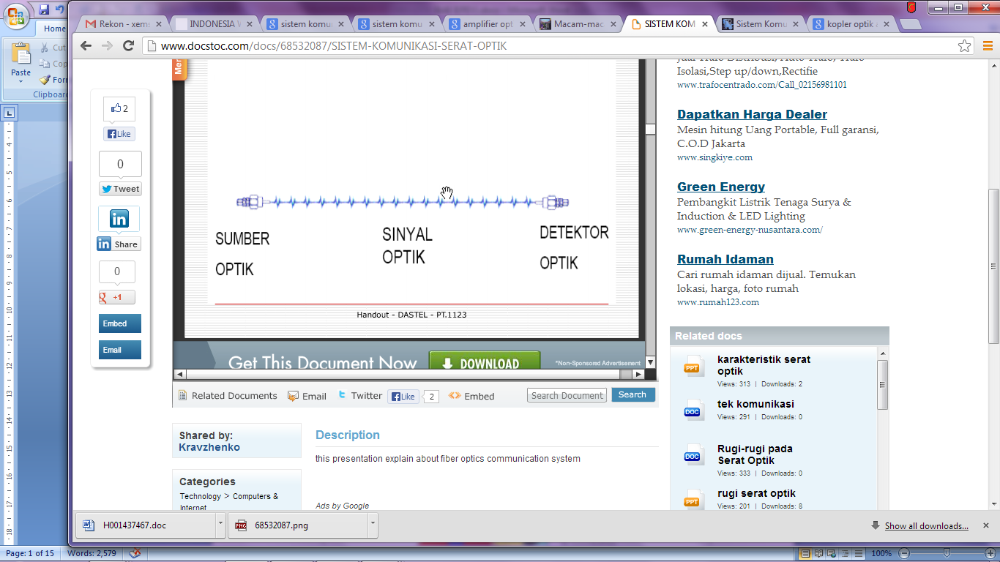 Home
Cut
Cop
Paste
Forr
Clipboard
Rekon - xems
INDONESIA W
sistem komu
sistem komu
amplifier opt
Macam-mac
SISTEM KOM
Sistem Komu
kopler optik a
www.docstoc.com/docs/68532087/SISTEM-KOMUNIKASI-SERAT-OPTIK
2
Like
0
Tweet
in
in Share
0
+1
Embed
Email
SUMBER
OPTIK
SINYAL
OPTIK
DETEKTOR
OPTIK
Handout - DASTEL - PT.1123
Get This Document Now
DOWNLOAD
*Non-Sponsored Advertisement
Related Documents
Email
Twitter
Like
2
Embed
Search Document
Search
Shared by:
Kravzhenko
Categories
Technology > Computers &
Internet
Description
this presentation explain about fiber optics communication system
Ads by Google
Isolasi,Step up/down,Rectifie
www.trafocentrado.com/Call_02156981101
Dapatkan Harga Dealer
Mesin hitung Uang Portable, Full garansi,
C.O.D Jakarta
www.singkiye.com
Green Energy
Pembangkit Listrik Tenaga Surya &
Induction & LED Lighting
www.green-energy-nusantara.com/
Rumah Idaman
Cari rumah idaman dijual. Temukan
lokasi, harga, foto rumah
www.rumah123.com
Related docs
PPT
karakteristik serat
optik
Views: 313 | Downloads: 2
DOC
tek komunikasi
Views: 291 | Downloads: 0
DOC
Rugi-rugi pada
Serat Optik
Views: 333 | Downloads: 0
PPT
rugi serat optik
Views: 201 | Downloads: 8
H001437467.doc
68532087.png
Show all downloads...
Page: 1 of 15
Words: 2,579
100%